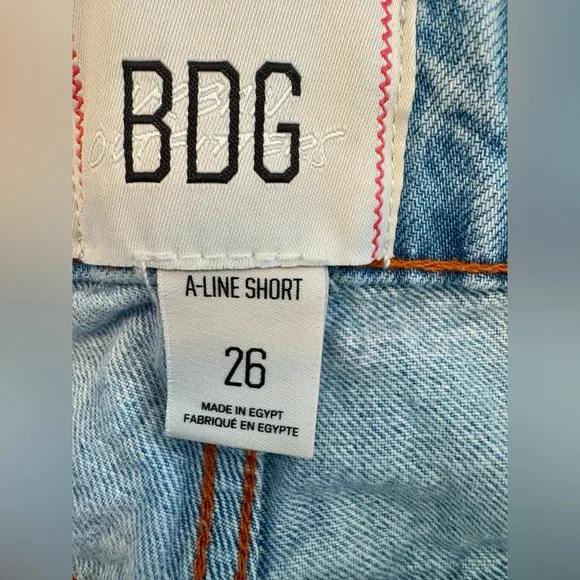 BDG
URBAN
OUTFITTERS
A-LINE SHORT
26
MADE IN EGYPT
FABRIQUÉ EN EGYPTE